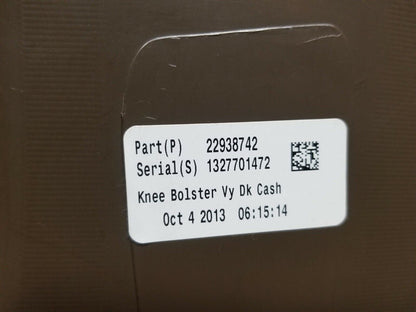 Part(P) 22938742
Serial(S) 1327701472
Knee Bolster Vy Dk Cash
Oct 4 2013 06:15:14